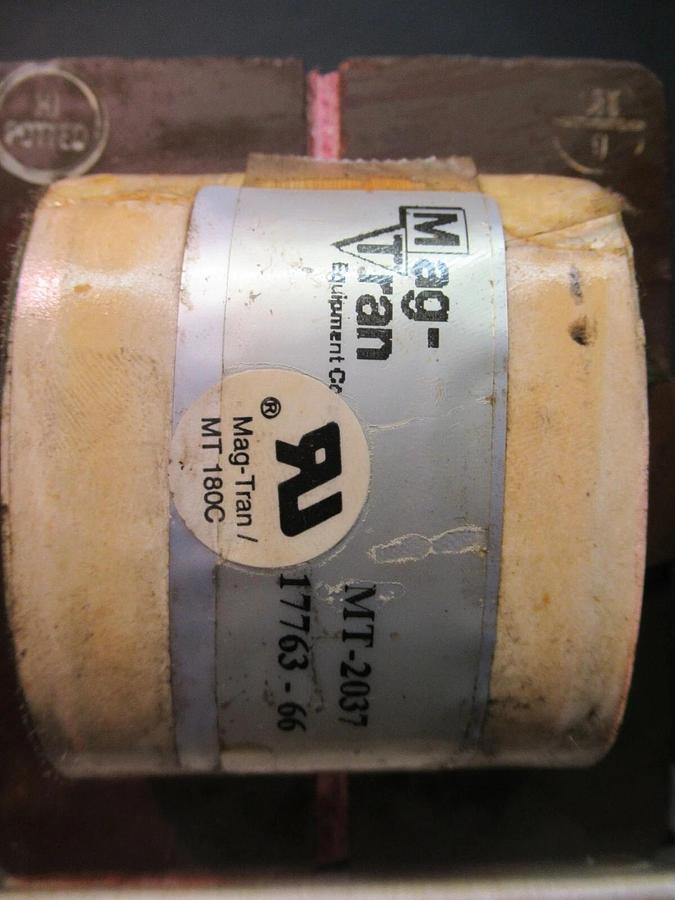 HI
POTTED
Mag-
Tran
Equipment Co
®
Mag-Tran /
MT 180C
MT-2037
17763 - 66